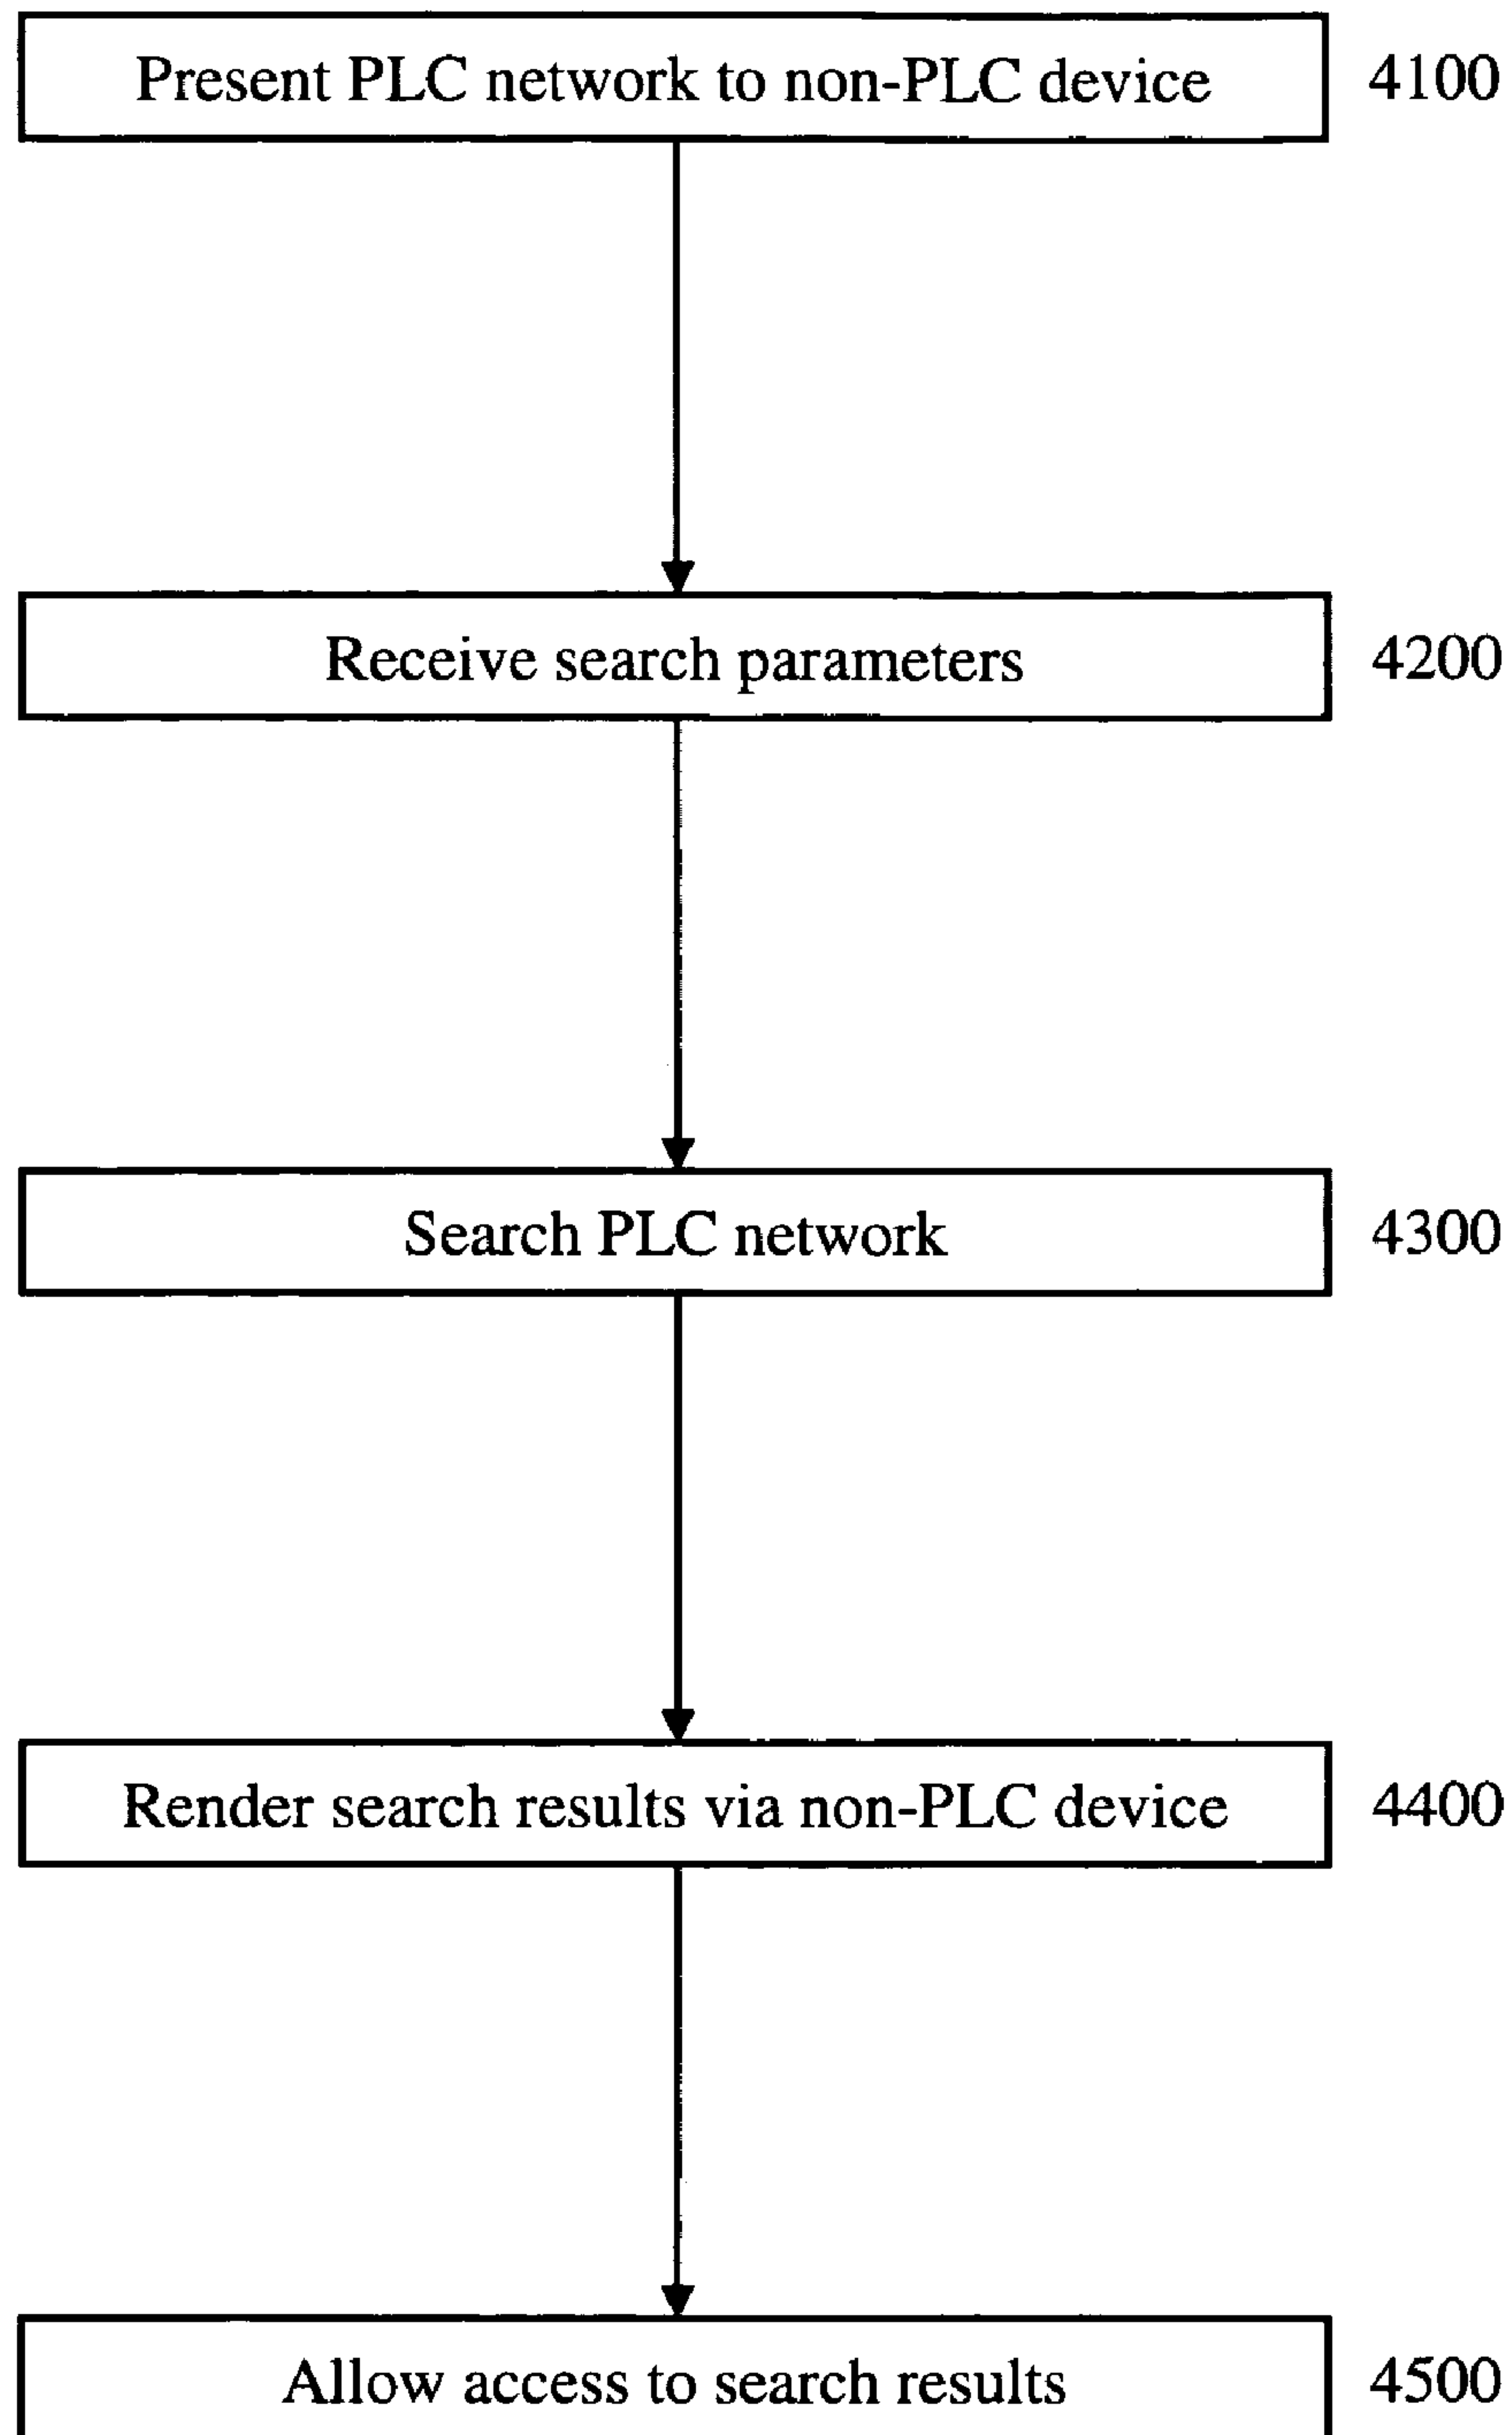 Present PLC network to non-PLC device 4100
Receive search parameters 4200
Search PLC network 4300
Render search results via non-PLC device 4400
Allow access to search results 4500